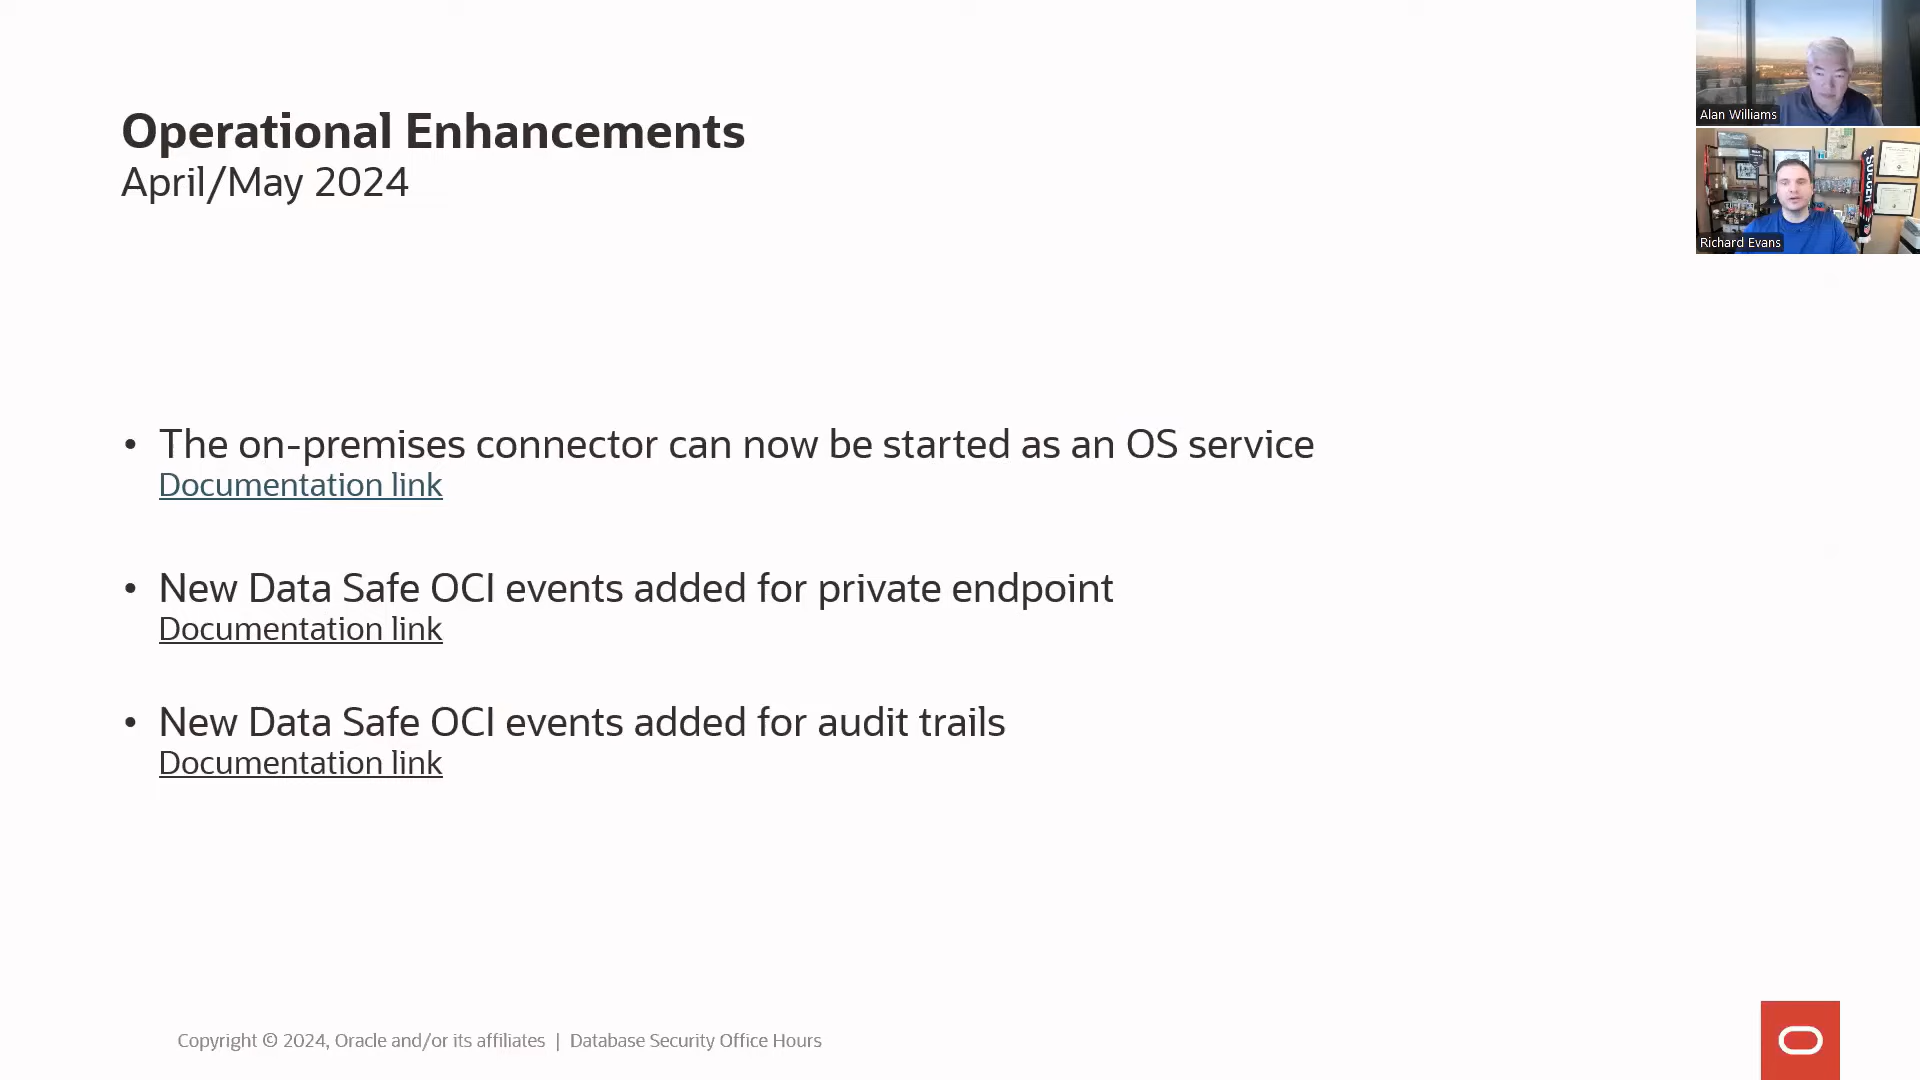 Operational Enhancements
April/May 2024
Alan Williams
SOCCER
Richard Evans
• The on-premises connector can now be started as an OS service
Documentation link
• New Data Safe OCI events added for private endpoint
Documentation link
• New Data Safe OCI events added for audit trails
Documentation link
Copyright © 2024, Oracle and/or its affiliates | Database Security Office Hours